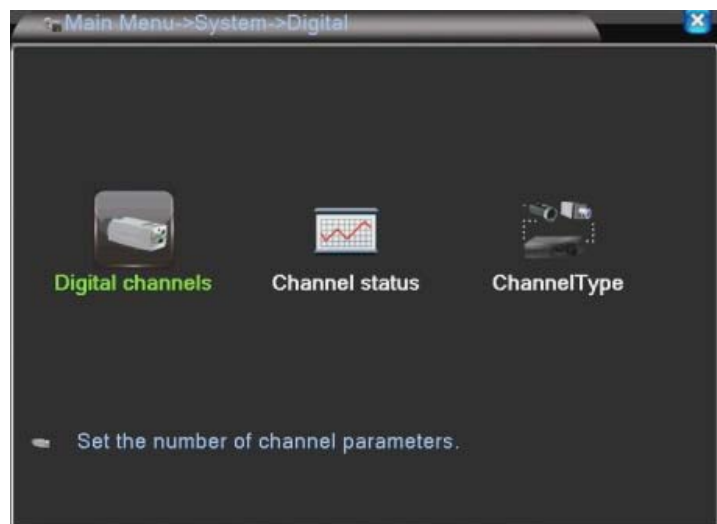 Main Menu->System->Digital
Digital channels
Channel status
ChannelType
Set the number of channel parameters.